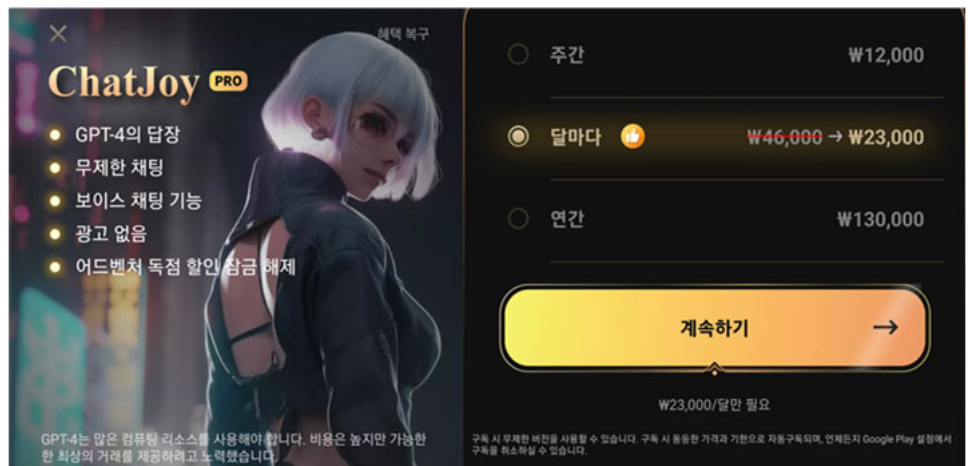 혜택 복구
ChatJoy PRO
GPT-4의 답장
무제한 채팅
보이스 채팅 기능
광고 없음
어드벤처 독점 할인 잠금 해제
GPT-4는 많은 컴퓨팅 리소스를 사용해야 합니다. 비용은 높지만 가능한
한 최상의 거래를 제공하려고 노력했습니다.
주간 ₩12,000
달마다 ₩46,000 → ₩23,000
연간 ₩130,000
계속하기 →
₩23,000/달만 필요
구독 시 무제한 버전을 사용할 수 있습니다. 구독 시 동등한 가격과 기한으로 자동구독되며, 언제든지 Google Play 설정에서
구독을 취소하실 수 있습니다.